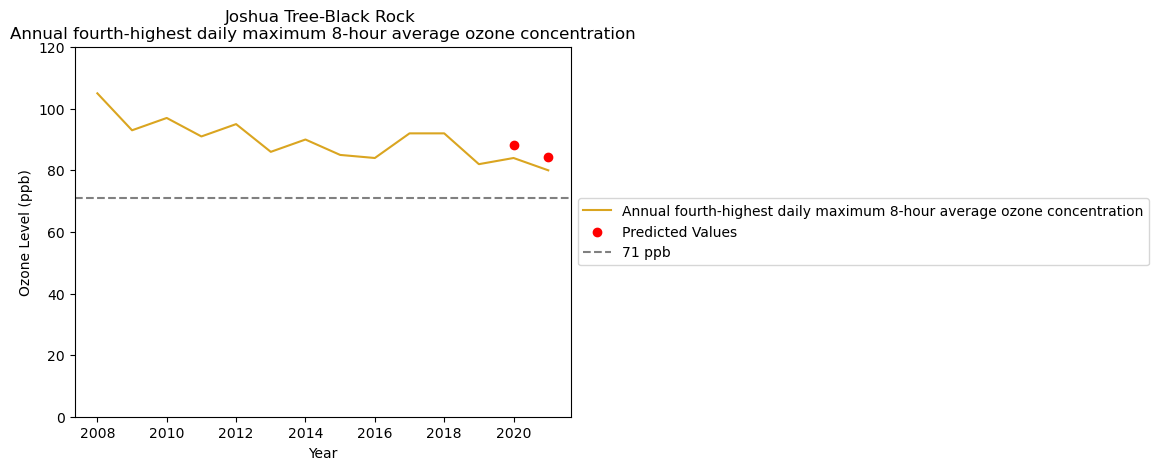 Joshua Tree-Black Rock
Annual fourth-highest daily maximum 8-hour average ozone concentration
120
100
80
60
40
20
0
Ozone Level (ppb)
2008 2010 2012 2014 2016 2018 2020
Year
Annual fourth-highest daily maximum 8-hour average ozone concentration
Predicted Values
71 ppb